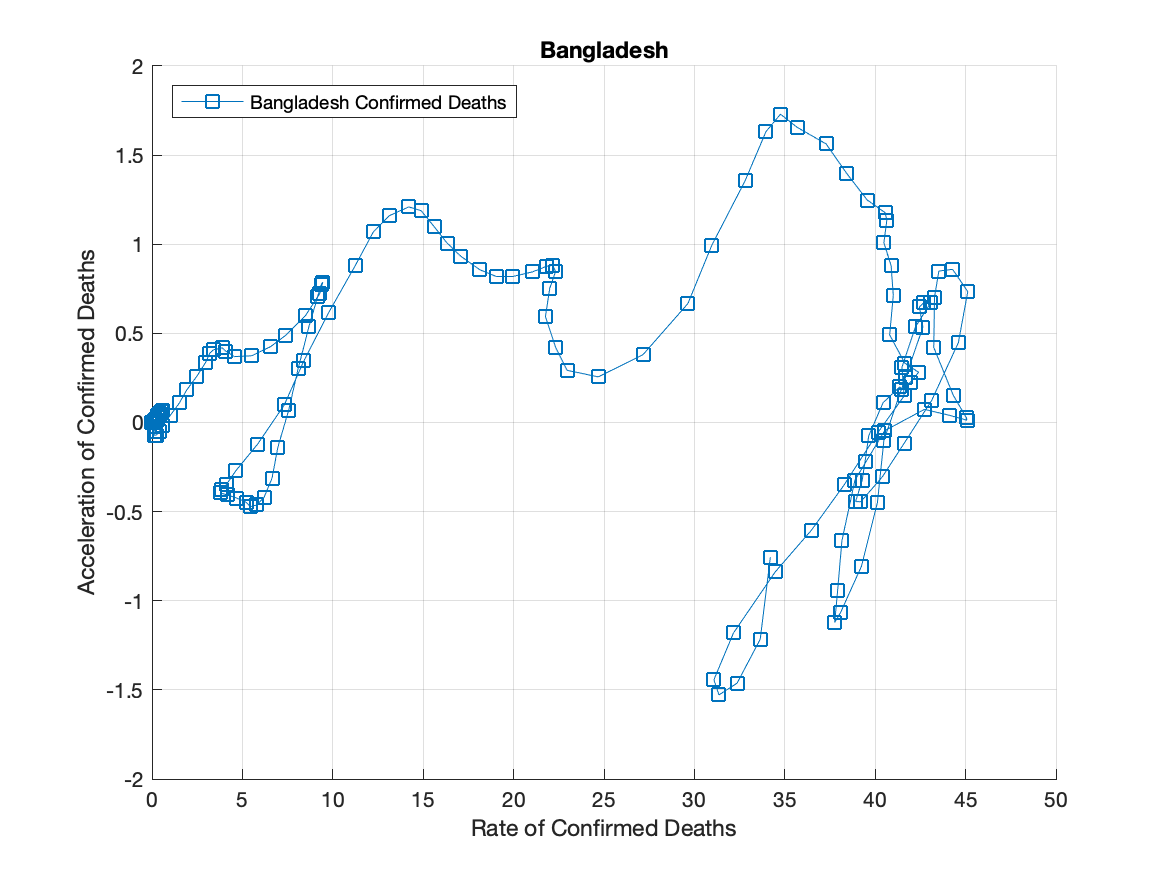 Bangladesh
Bangladesh Confirmed Deaths
2
1.5
1
0.5
0
-0.5
-1
-1.5
-2
Acceleration of Confirmed Deaths
0 5 10 15 20 25 30 35 40 45 50
Rate of Confirmed Deaths